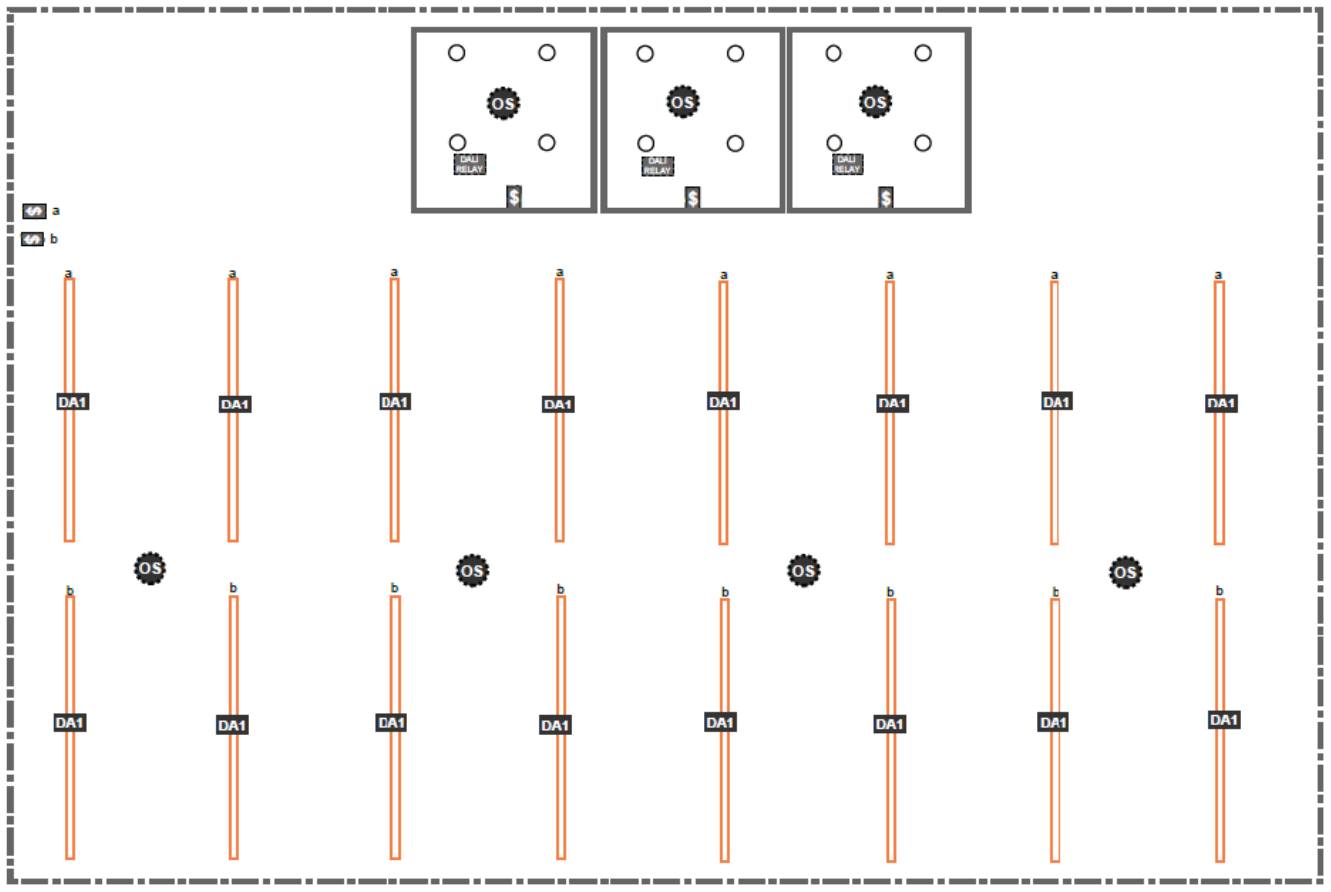 OS OS OS
DALI
RELAY
DALI
RELAY
DALI
RELAY
$ $ $
$ a
$ b
a a a a a a a a
DA1 DA1 DA1 DA1 DA1 DA1 DA1 DA1
OS OS OS OS
b b b b b b b b
DA1 DA1 DA1 DA1 DA1 DA1 DA1 DA1